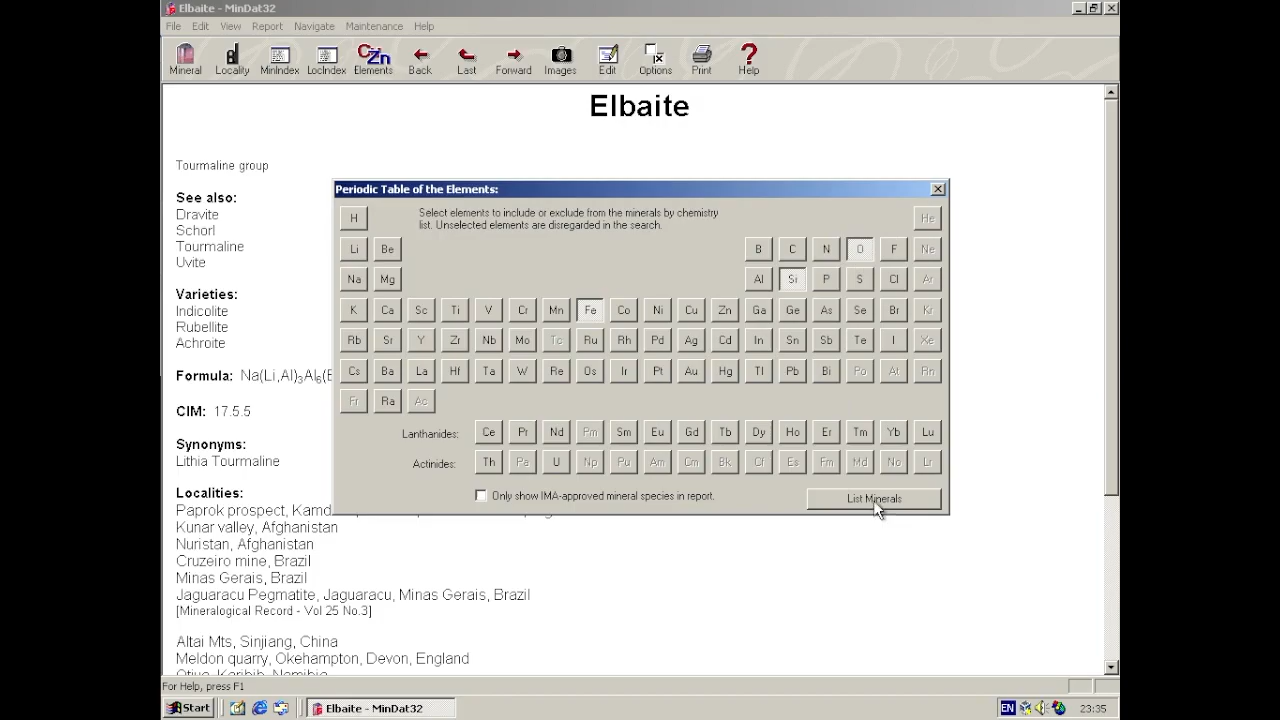 Elbaite - MinDat32
File Edit View Report Navigate Maintenance Help
Mineral Locality MinIndex LocIndex Elements Back Last Forward Images Edit Options Print Help
Elbaite
Tourmaline group
See also:
Dravite
Schorl
Tourmaline
Uvite
Varieties:
Indicolite
Rubellite
Achroite
Formula: Na(Li,Al)3Al6(
CIM: 17.5.5
Synonyms:
Lithia Tourmaline
Localities:
Paprok prospect,
Kunar valley, Afghanistan
Nuristan, Afghanistan
Cruzeiro mine, Brazil
Minas Gerais, Brazil
Jaguaracu Pegmatite, Jaguaracu, Minas Gerais, Brazil
[Mineralogical Record - Vol 25 No.3]
Altai Mts, Sinjiang, China
Meldon quarry, Okehampton, Devon, England
Periodic Table of the Elements:
Select elements to include or exclude from the minerals by chemistry
list. Unselected elements are disregarded in the search.
H He
Li Be B C N O F Ne
Na Mg Al Si P S Cl Ar
K Ca Sc Ti V Cr Mn Fe Co Ni Cu Zn Ga Ge As Se Br Kr
Rb Sr Y Zr Nb Mo Tc Ru Rh Pd Ag Cd In Sn Sb Te I Xe
Cs Ba La Hf Ta W Re Os Ir Pt Au Hg Tl Pb Bi Po At Rn
Fr Ra Ac
Lanthanides: Ce Pr Nd Pm Sm Eu Gd Tb Dy Ho Er Tm Yb Lu
Actinides: Th Pa U Np Pu Am Cm Bk Cf Es Fm Md No Lr
Only show IMA-approved mineral species in report.
List Minerals
For Help, press F1
Start Elbaite - MinDat32 EN 23:35